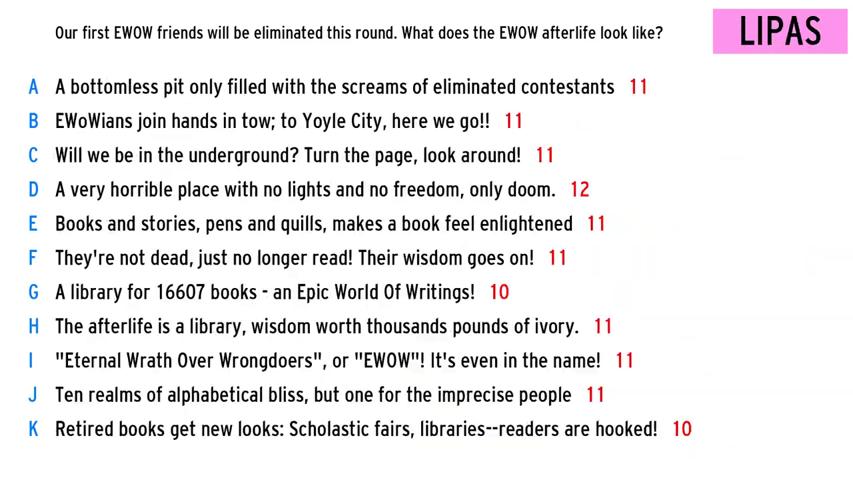 Our first EWOW friends will be eliminated this round. What does the EWOW afterlife look like?
LIPAS
A A bottomless pit only filled with the screams of eliminated contestants 11
B EWoWians join hands in tow; to Yoyle City, here we go!! 11
C Will we be in the underground? Turn the page, look around! 11
D A very horrible place with no lights and no freedom, only doom. 12
E Books and stories, pens and quills, makes a book feel enlightened 11
F They're not dead, just no longer read! Their wisdom goes on! 11
G A library for 16607 books - an Epic World Of Writings! 10
H The afterlife is a library, wisdom worth thousands pounds of ivory. 11
I "Eternal Wrath Over Wrongdoers", or "EWOW"! It's even in the name! 11
J Ten realms of alphabetical bliss, but one for the imprecise people 11
K Retired books get new looks: Scholastic fairs, libraries--readers are hooked! 10